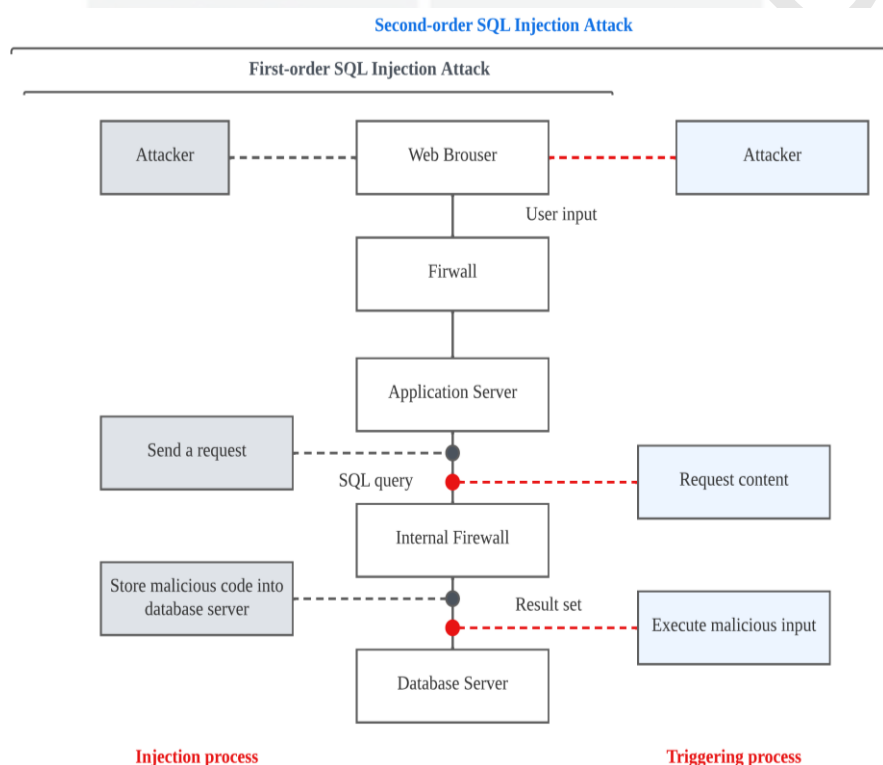 Second-order SQL Injection Attack
First-order SQL Injection Attack
Attacker
Web Brouser
Attacker
User input
Firwall
Application Server
Send a request
SQL query
Request content
Internal Firewall
Store malicious code into
database server
Result set
Execute malicious input
Database Server
Injection process
Triggering process